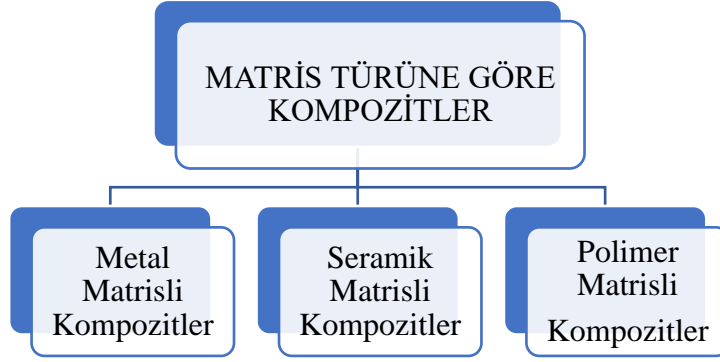 MATRİS TÜRÜNE GÖRE
KOMPOZİTLER
Metal
Matrisli
Kompozitler
Seramik
Matrisli
Kompozitler
Polimer
Matrisli
Kompozitler